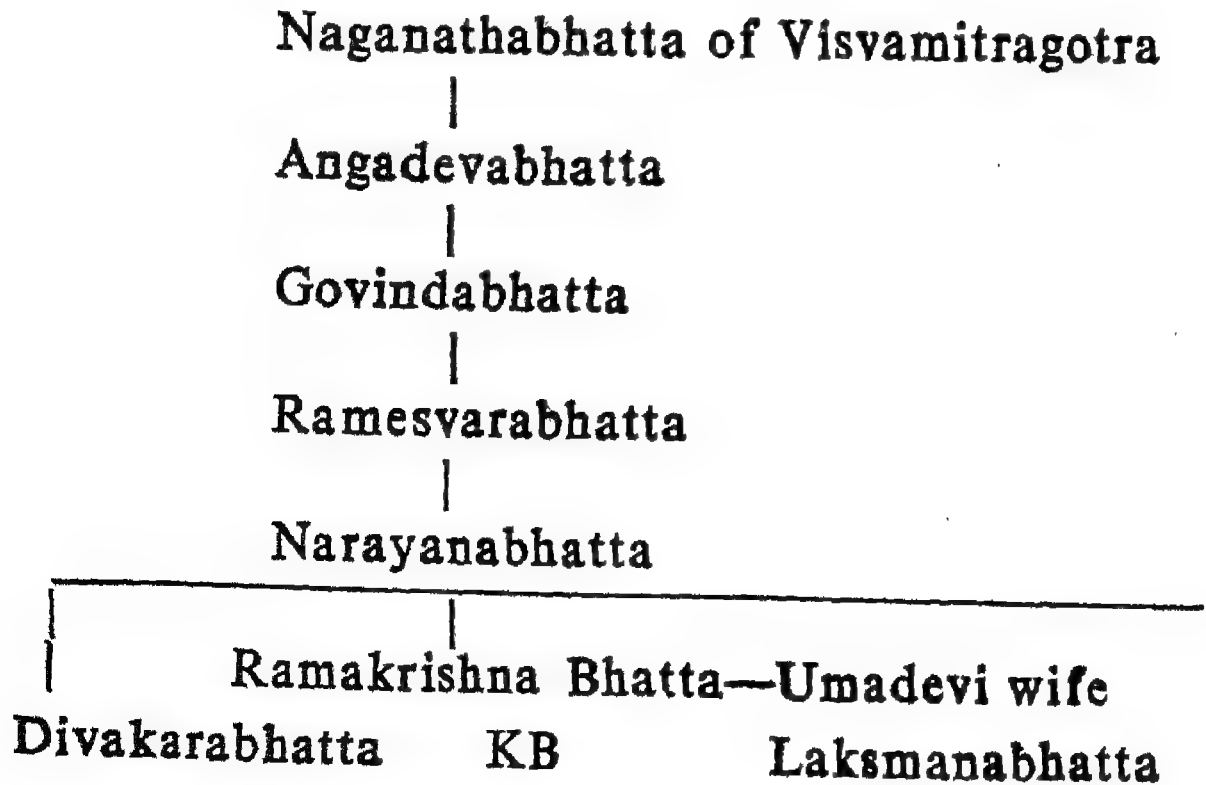 Naganathabhatta of Visvamitragotra
Angadevabhatta
Govindabhatta
Ramesvarabhatta
Narayanabhatta
Ramakrishna Bhatta—Umadevi wife
Divakarabhatta KB Laksmanabhatta